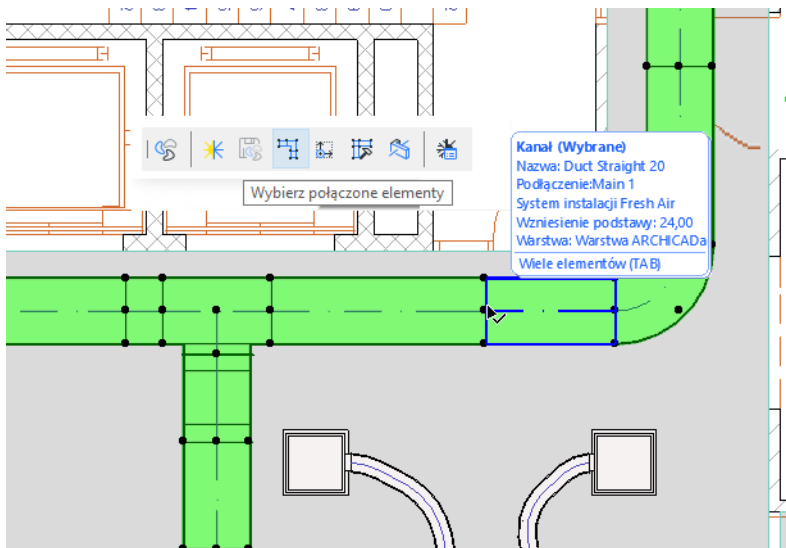 Wybierz połączone elementy
Kanał (Wybrane)
Nazwa: Duct Straight 20
Podłączenie:Main 1
System instalacji Fresh Air
Wzniesienie podstawy: 24,00
Warstwa: Warstwa ARCHICADa
Wiele elementów (TAB)